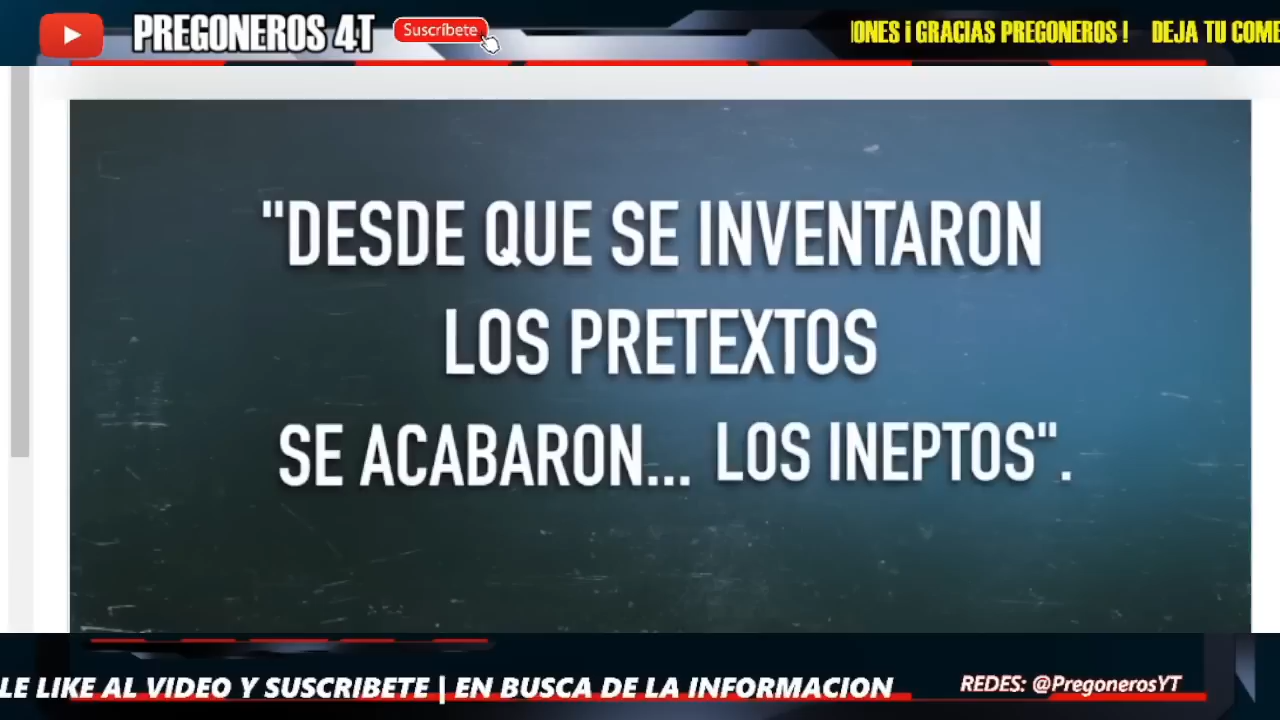 PREGONEROS 4T
Suscríbete
IONES ¡ GRACIAS PREGONEROS ! DEJA TU COME
"DESDE QUE SE INVENTARON
LOS PRETEXTOS
SE ACABARON... LOS INEPTOS".
LE LIKE AL VIDEO Y SUSCRIBETE | EN BUSCA DE LA INFORMACION
REDES: @PregonerosYT